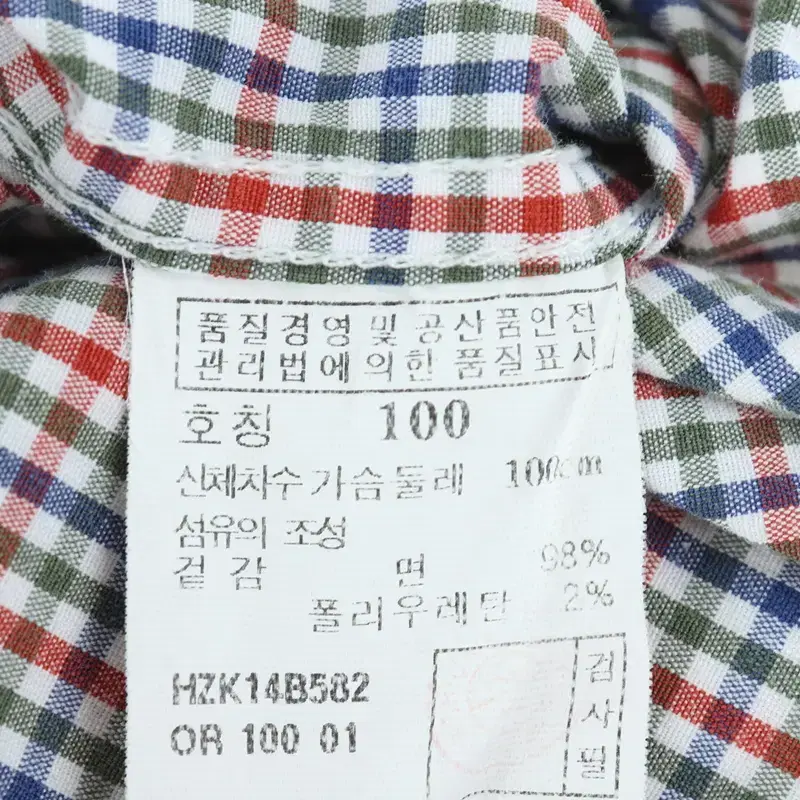 품질경영 및 공산품안전
관리법에의한 품질표시
호칭 100
신체치수 가슴둘레 100cm
섬유의 조성
겉감 면 98%
폴리우레탄 2%
HZK14B582
OR 100 01
검사필